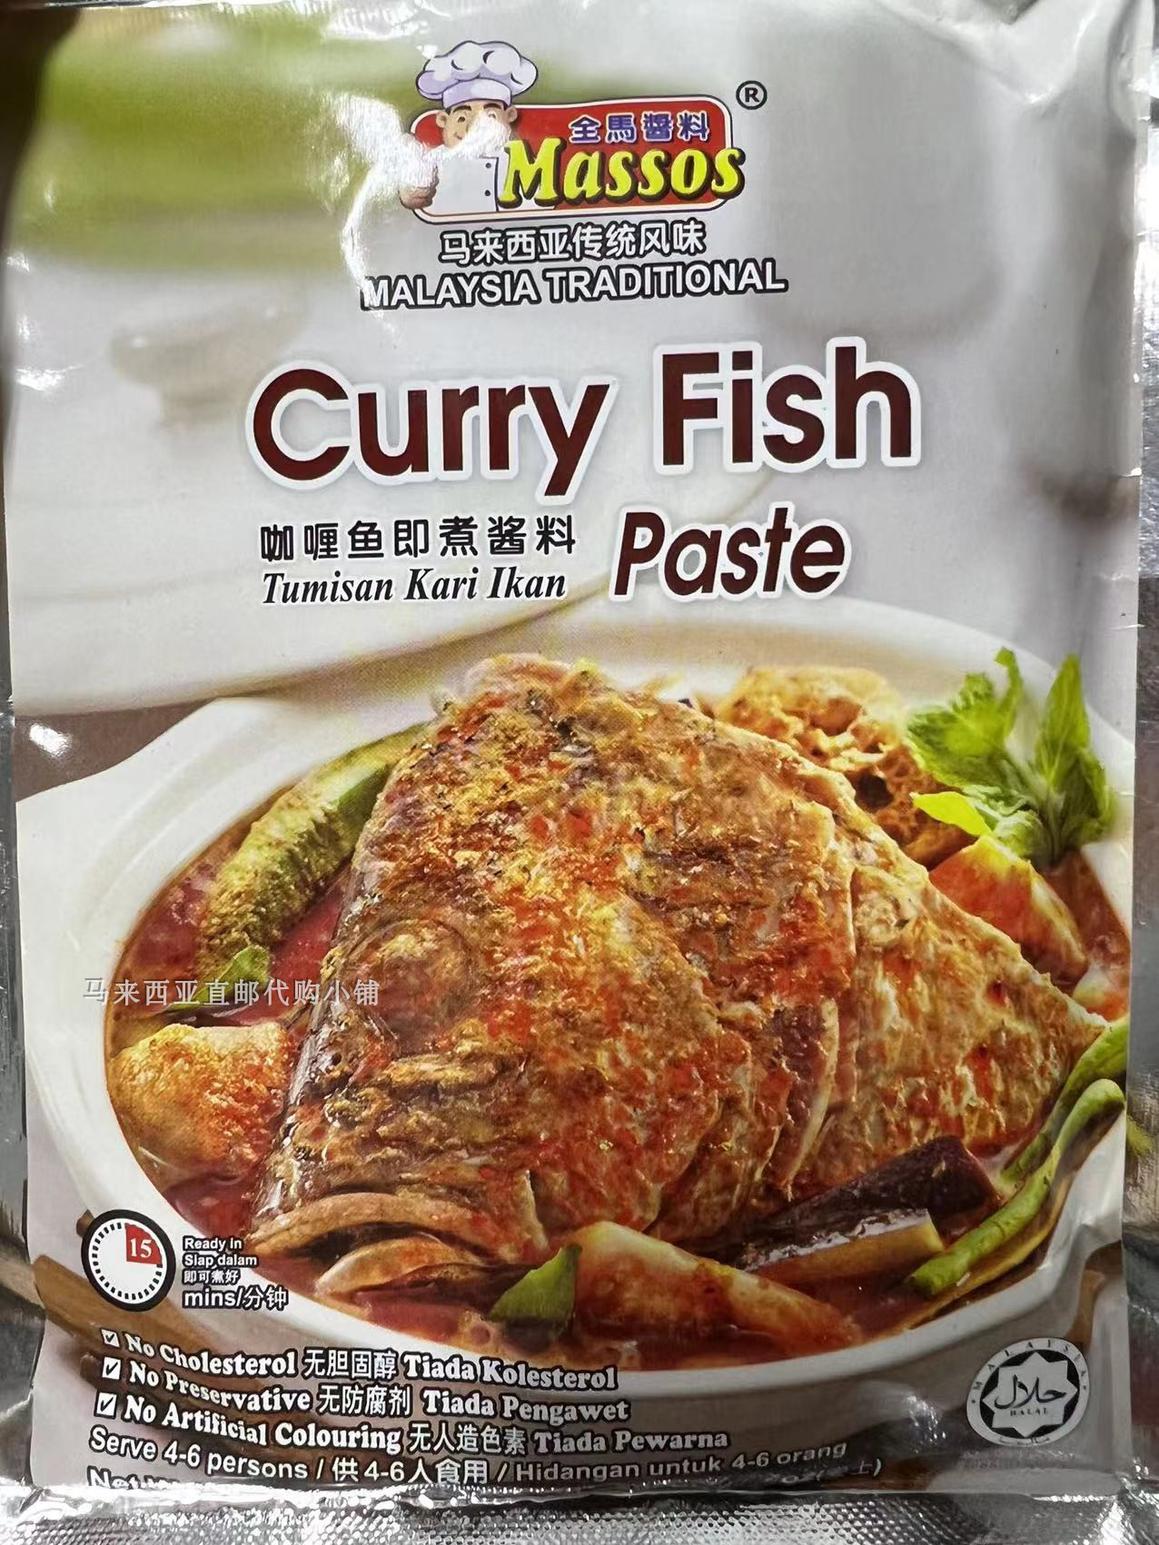 全馬醬料
®
Massos
马来西亚传统风味
MALAYSIA TRADITIONAL
Curry Fish
咖喱鱼即煮酱料
Paste
Tumisan Kari Ikan
马来西亚直邮代购小铺
15
Ready in
Siap dalam
即可煮好
mins/分钟
No Cholesterol 无胆固醇 Tiada Kolesterol
No Preservative 无防腐剂 Tiada Pengawet
No Artificial Colouring 无人造色素 Tiada Pewarna
Serve 4-6 persons / 供 4-6人食用 / Hidangan untuk 4-6 orang
MALAYSIA
حلال
HALAL